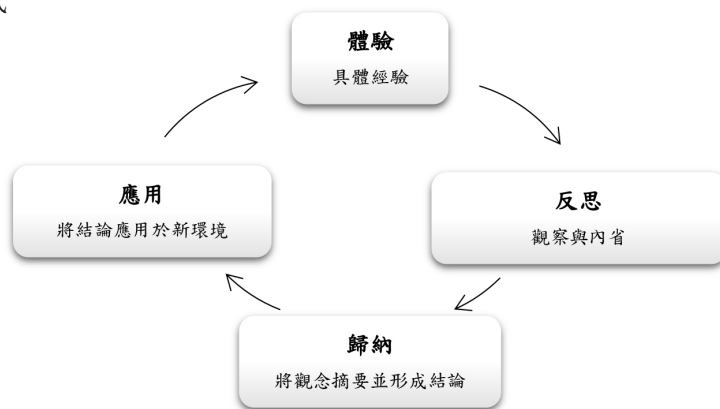 體驗
具體經驗
應用
將結論應用於新環境
反思
觀察與內省
歸納
將觀念摘要並形成結論